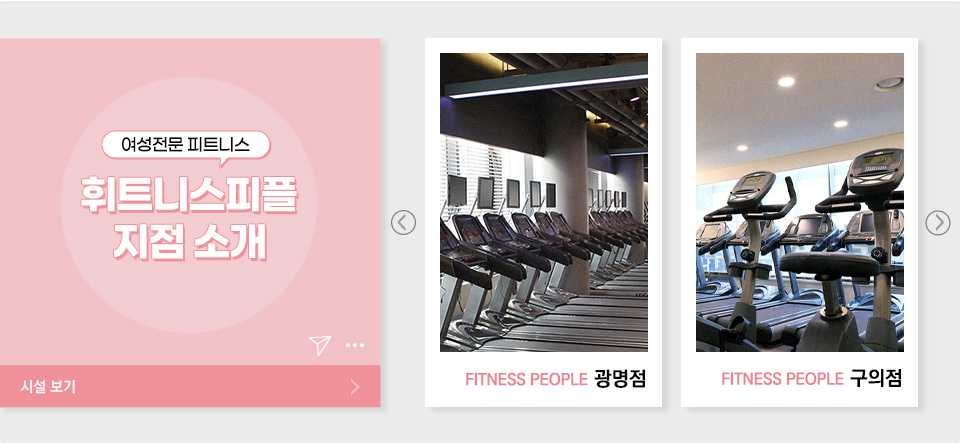 여성전문 피트니스
휘트니스피플
지점 소개
시설 보기
FITNESS PEOPLE 광명점
FITNESS PEOPLE 구의점